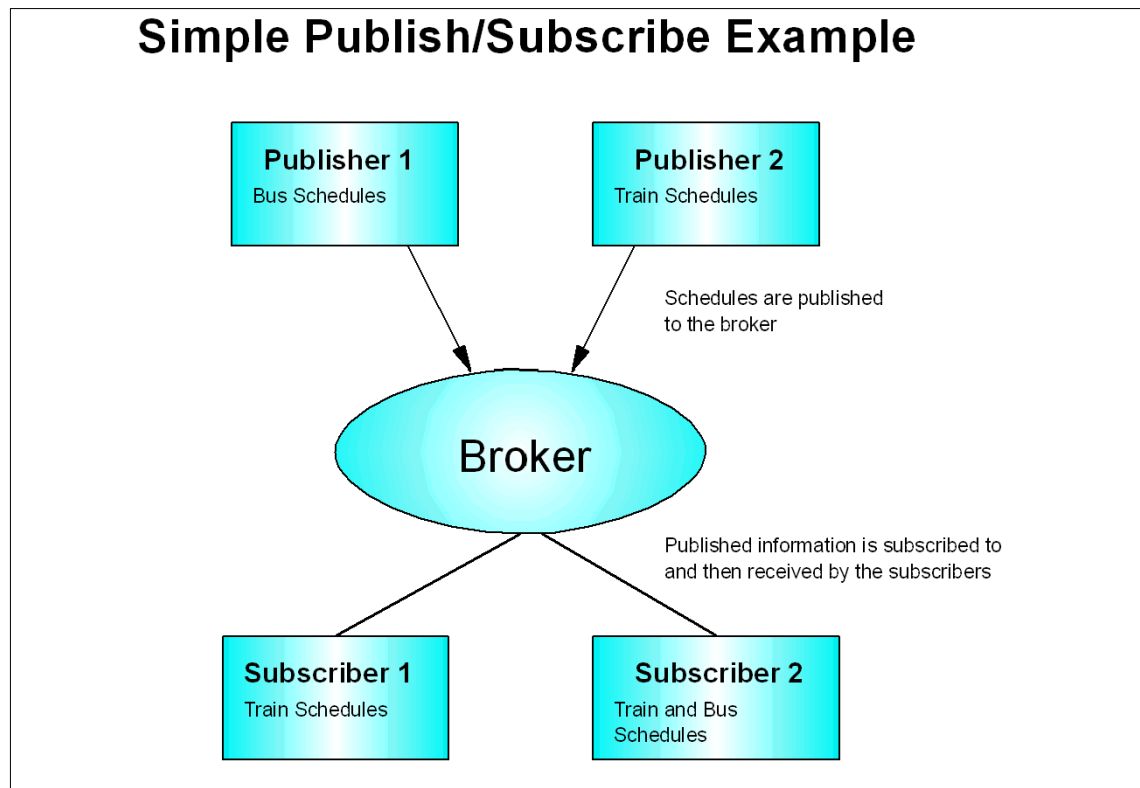 Simple Publish/Subscribe Example
Publisher 1
Bus Schedules
Publisher 2
Train Schedules
Schedules are published
to the broker
Broker
Published information is subscribed to
and then received by the subscribers
Subscriber 1
Train Schedules
Subscriber 2
Train and Bus
Schedules